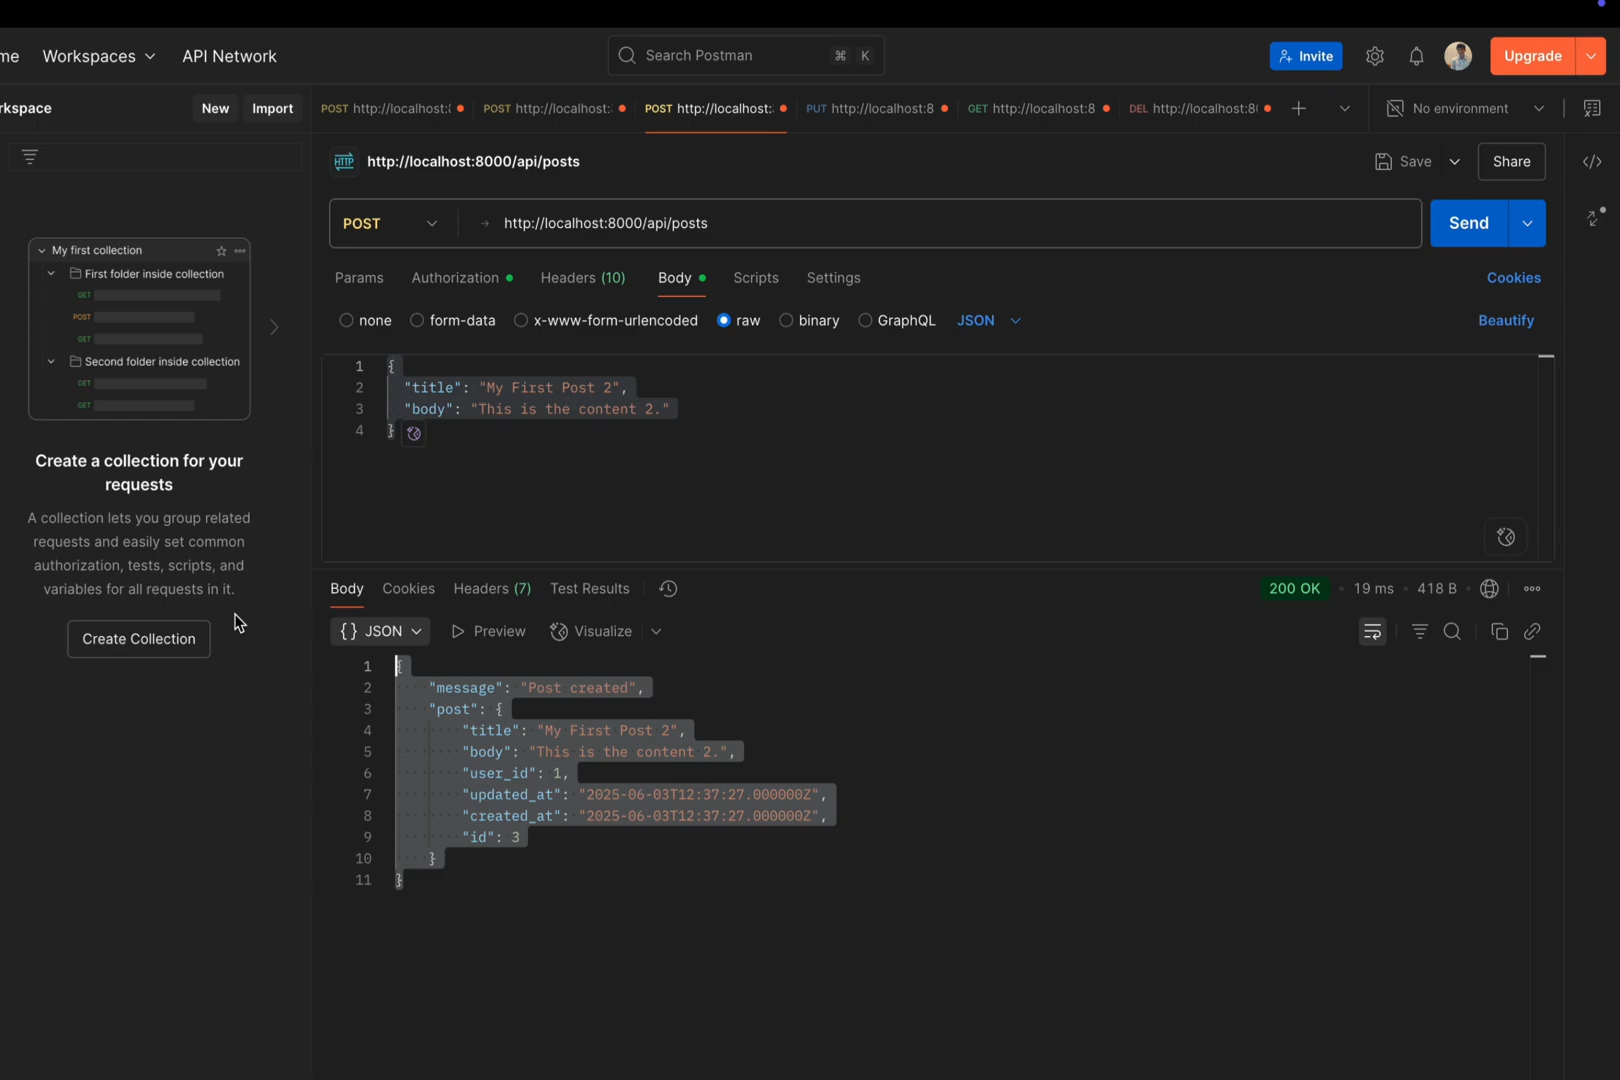 me Workspaces API Network Search Postman ⌘ K Invite Upgrade
rkspace New Import POST http://localhost: POST http://localhost: POST http://localhost: PUT http://localhost:8 GET http://localhost:8 DEL http://localhost:80 No environment
HTTP http://localhost:8000/api/posts Save Share
POST http://localhost:8000/api/posts Send
Params Authorization Headers (10) Body Scripts Settings Cookies
none form-data x-www-form-urlencoded raw binary GraphQL JSON Beautify
My first collection
First folder inside collection
GET
POST
GET
Second folder inside collection
GET
GET
Create a collection for your
requests
A collection lets you group related
requests and easily set common
authorization, tests, scripts, and
variables for all requests in it.
Create Collection
1 {
2 "title": "My First Post 2",
3 "body": "This is the content 2."
4 }
Body Cookies Headers (7) Test Results 200 OK 19 ms 418 B
{} JSON Preview Visualize
1 {
2 "message": "Post created",
3 "post": {
4 "title": "My First Post 2",
5 "body": "This is the content 2.",
6 "user_id": 1,
7 "updated_at": "2025-06-03T12:37:27.000000Z",
8 "created_at": "2025-06-03T12:37:27.000000Z",
9 "id": 3
10 }
11 }